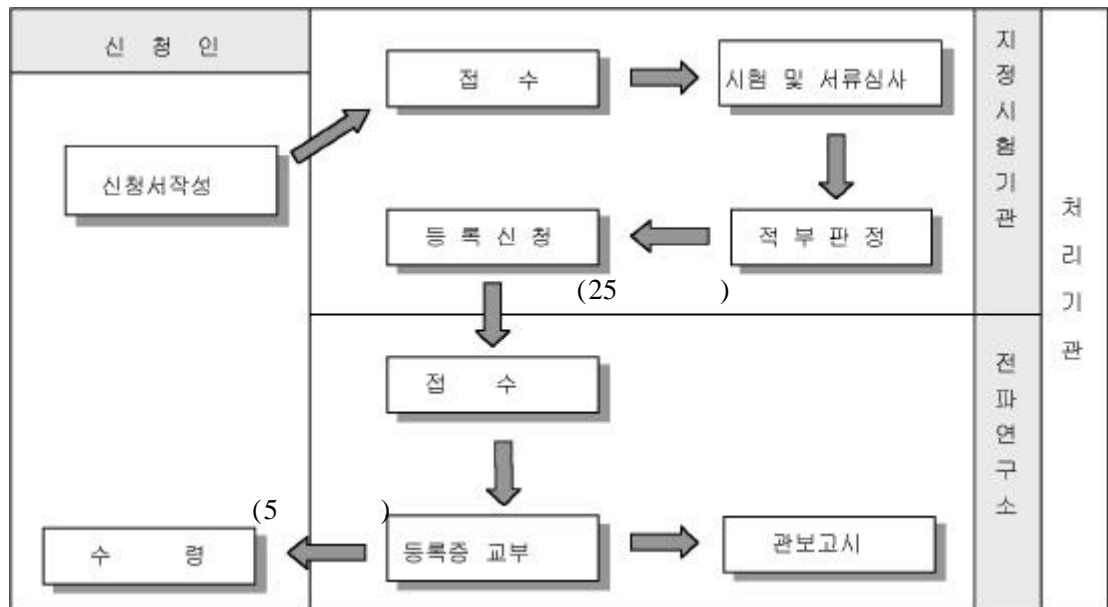 신 청 인
접 수
시험 및 서류심사
신청서작성
등 록 신 청
적 부 판 정
(25 )
접 수
(5 )
수 령
등록증 교부
관보고시
지정시험기관
전파연구소
처리기관